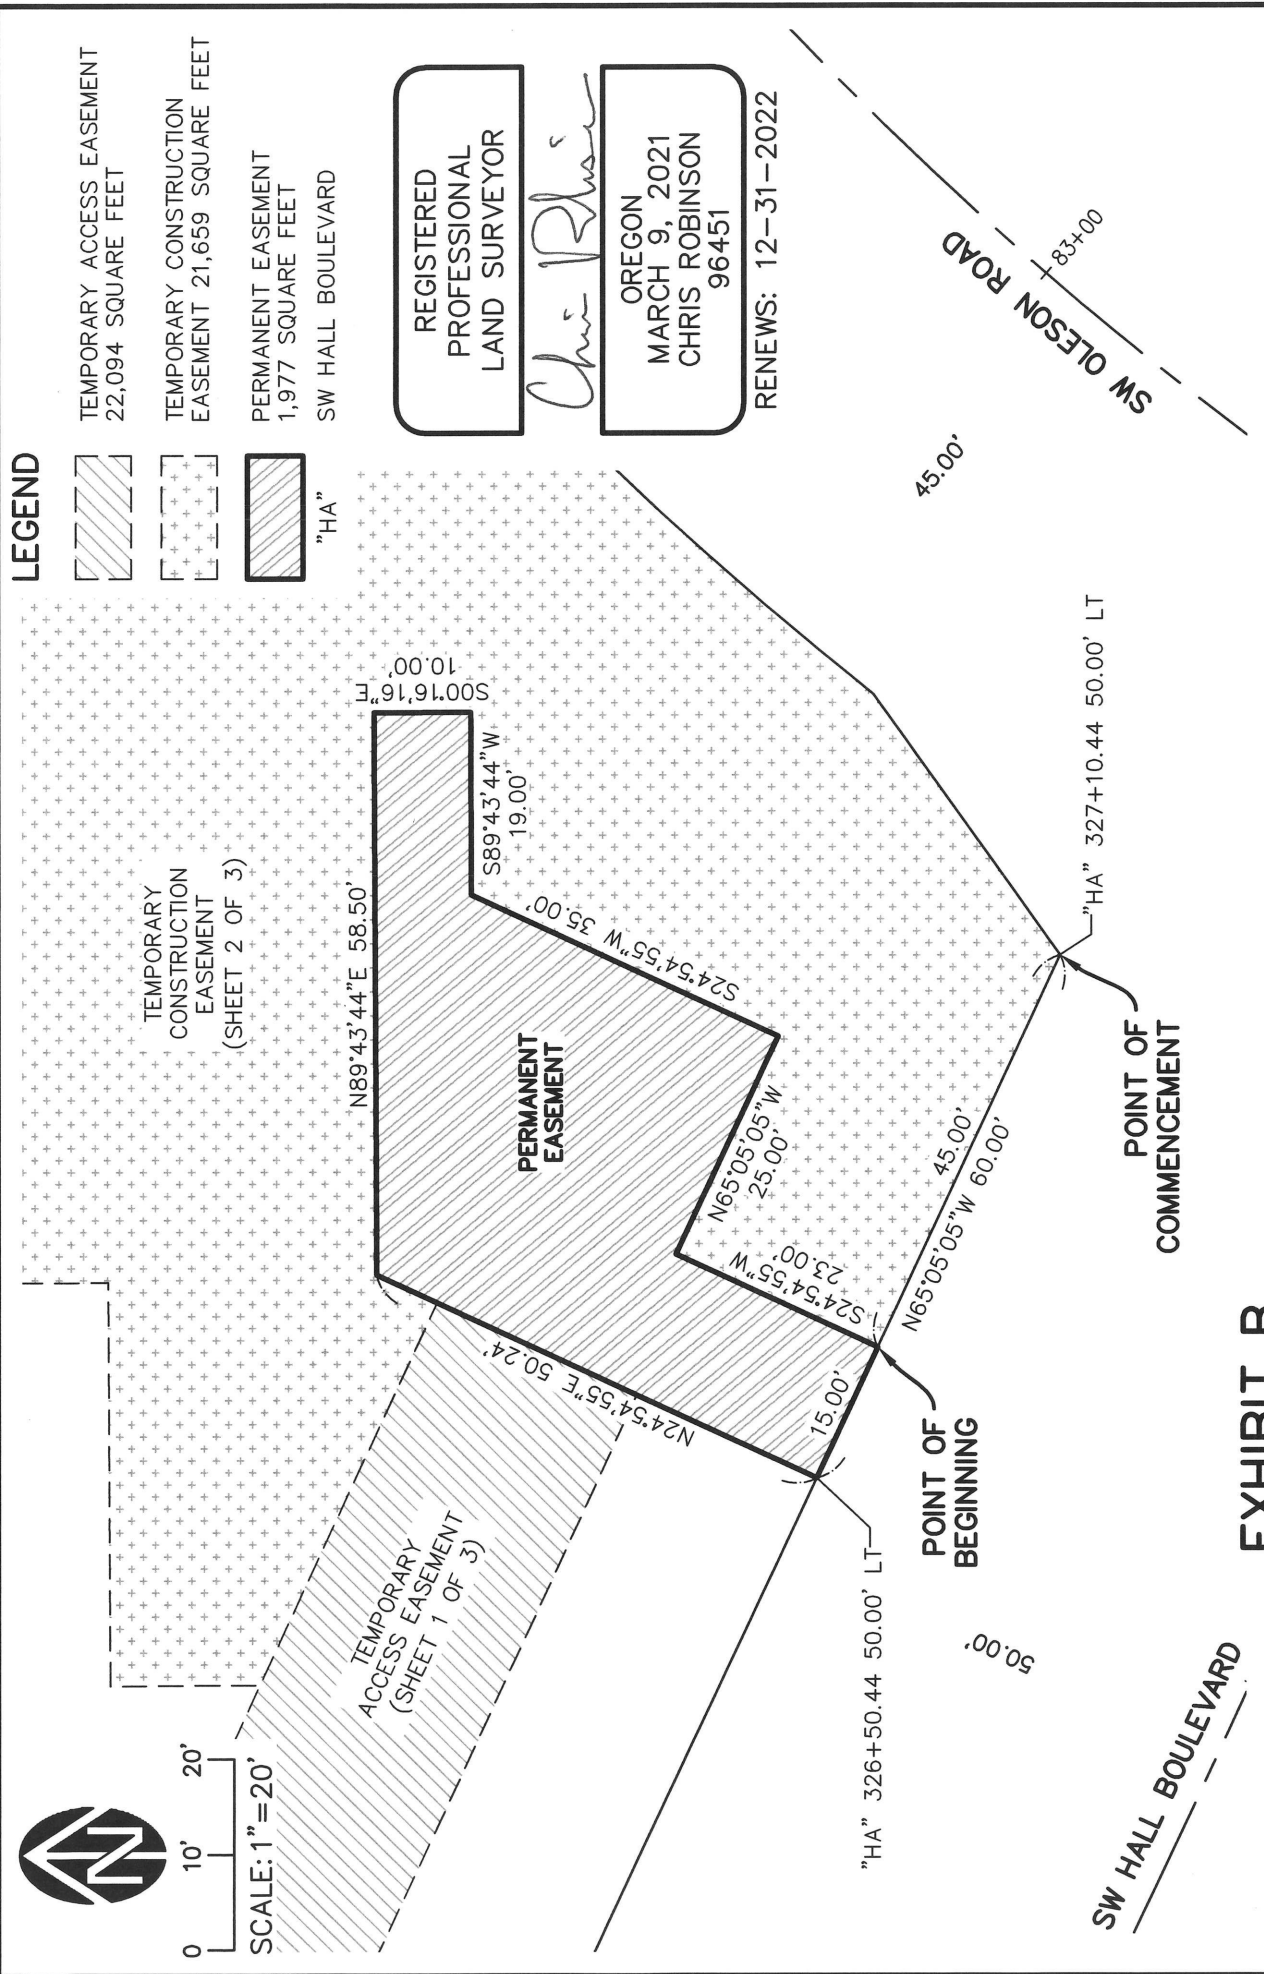 LEGEND
TEMPORARY ACCESS EASEMENT
22,094 SQUARE FEET
TEMPORARY CONSTRUCTION
EASEMENT 21,659 SQUARE FEET
PERMANENT EASEMENT
1,977 SQUARE FEET
"HA"
SW HALL BOULEVARD
REGISTERED
PROFESSIONAL
LAND SURVEYOR
OREGON
MARCH 9, 2021
CHRIS ROBINSON
96451
RENEWS: 12-31-2022
N
0
10'
20'
SCALE: 1"=20'
TEMPORARY
CONSTRUCTION
EASEMENT
(SHEET 2 OF 3)
TEMPORARY
ACCESS EASEMENT
(SHEET 1 OF 3)
N89°43'44"E 58.50'
S00°16'16"E
10.00'
S89°43'44"W
19.00'
S24°54'55"W 35.00'
PERMANENT
EASEMENT
N65°05'05"W
25.00'
S24°54'55"W
23.00'
N24°54'55"E 50.24'
15.00'
45.00'
N65°05'05"W 60.00'
"HA" 326+50.44 50.00' LT
"HA" 327+10.44 50.00' LT
POINT OF
BEGINNING
POINT OF
COMMENCEMENT
50.00'
45.00'
SW HALL BOULEVARD
SW OLESON ROAD
83+00
EXHIBIT B